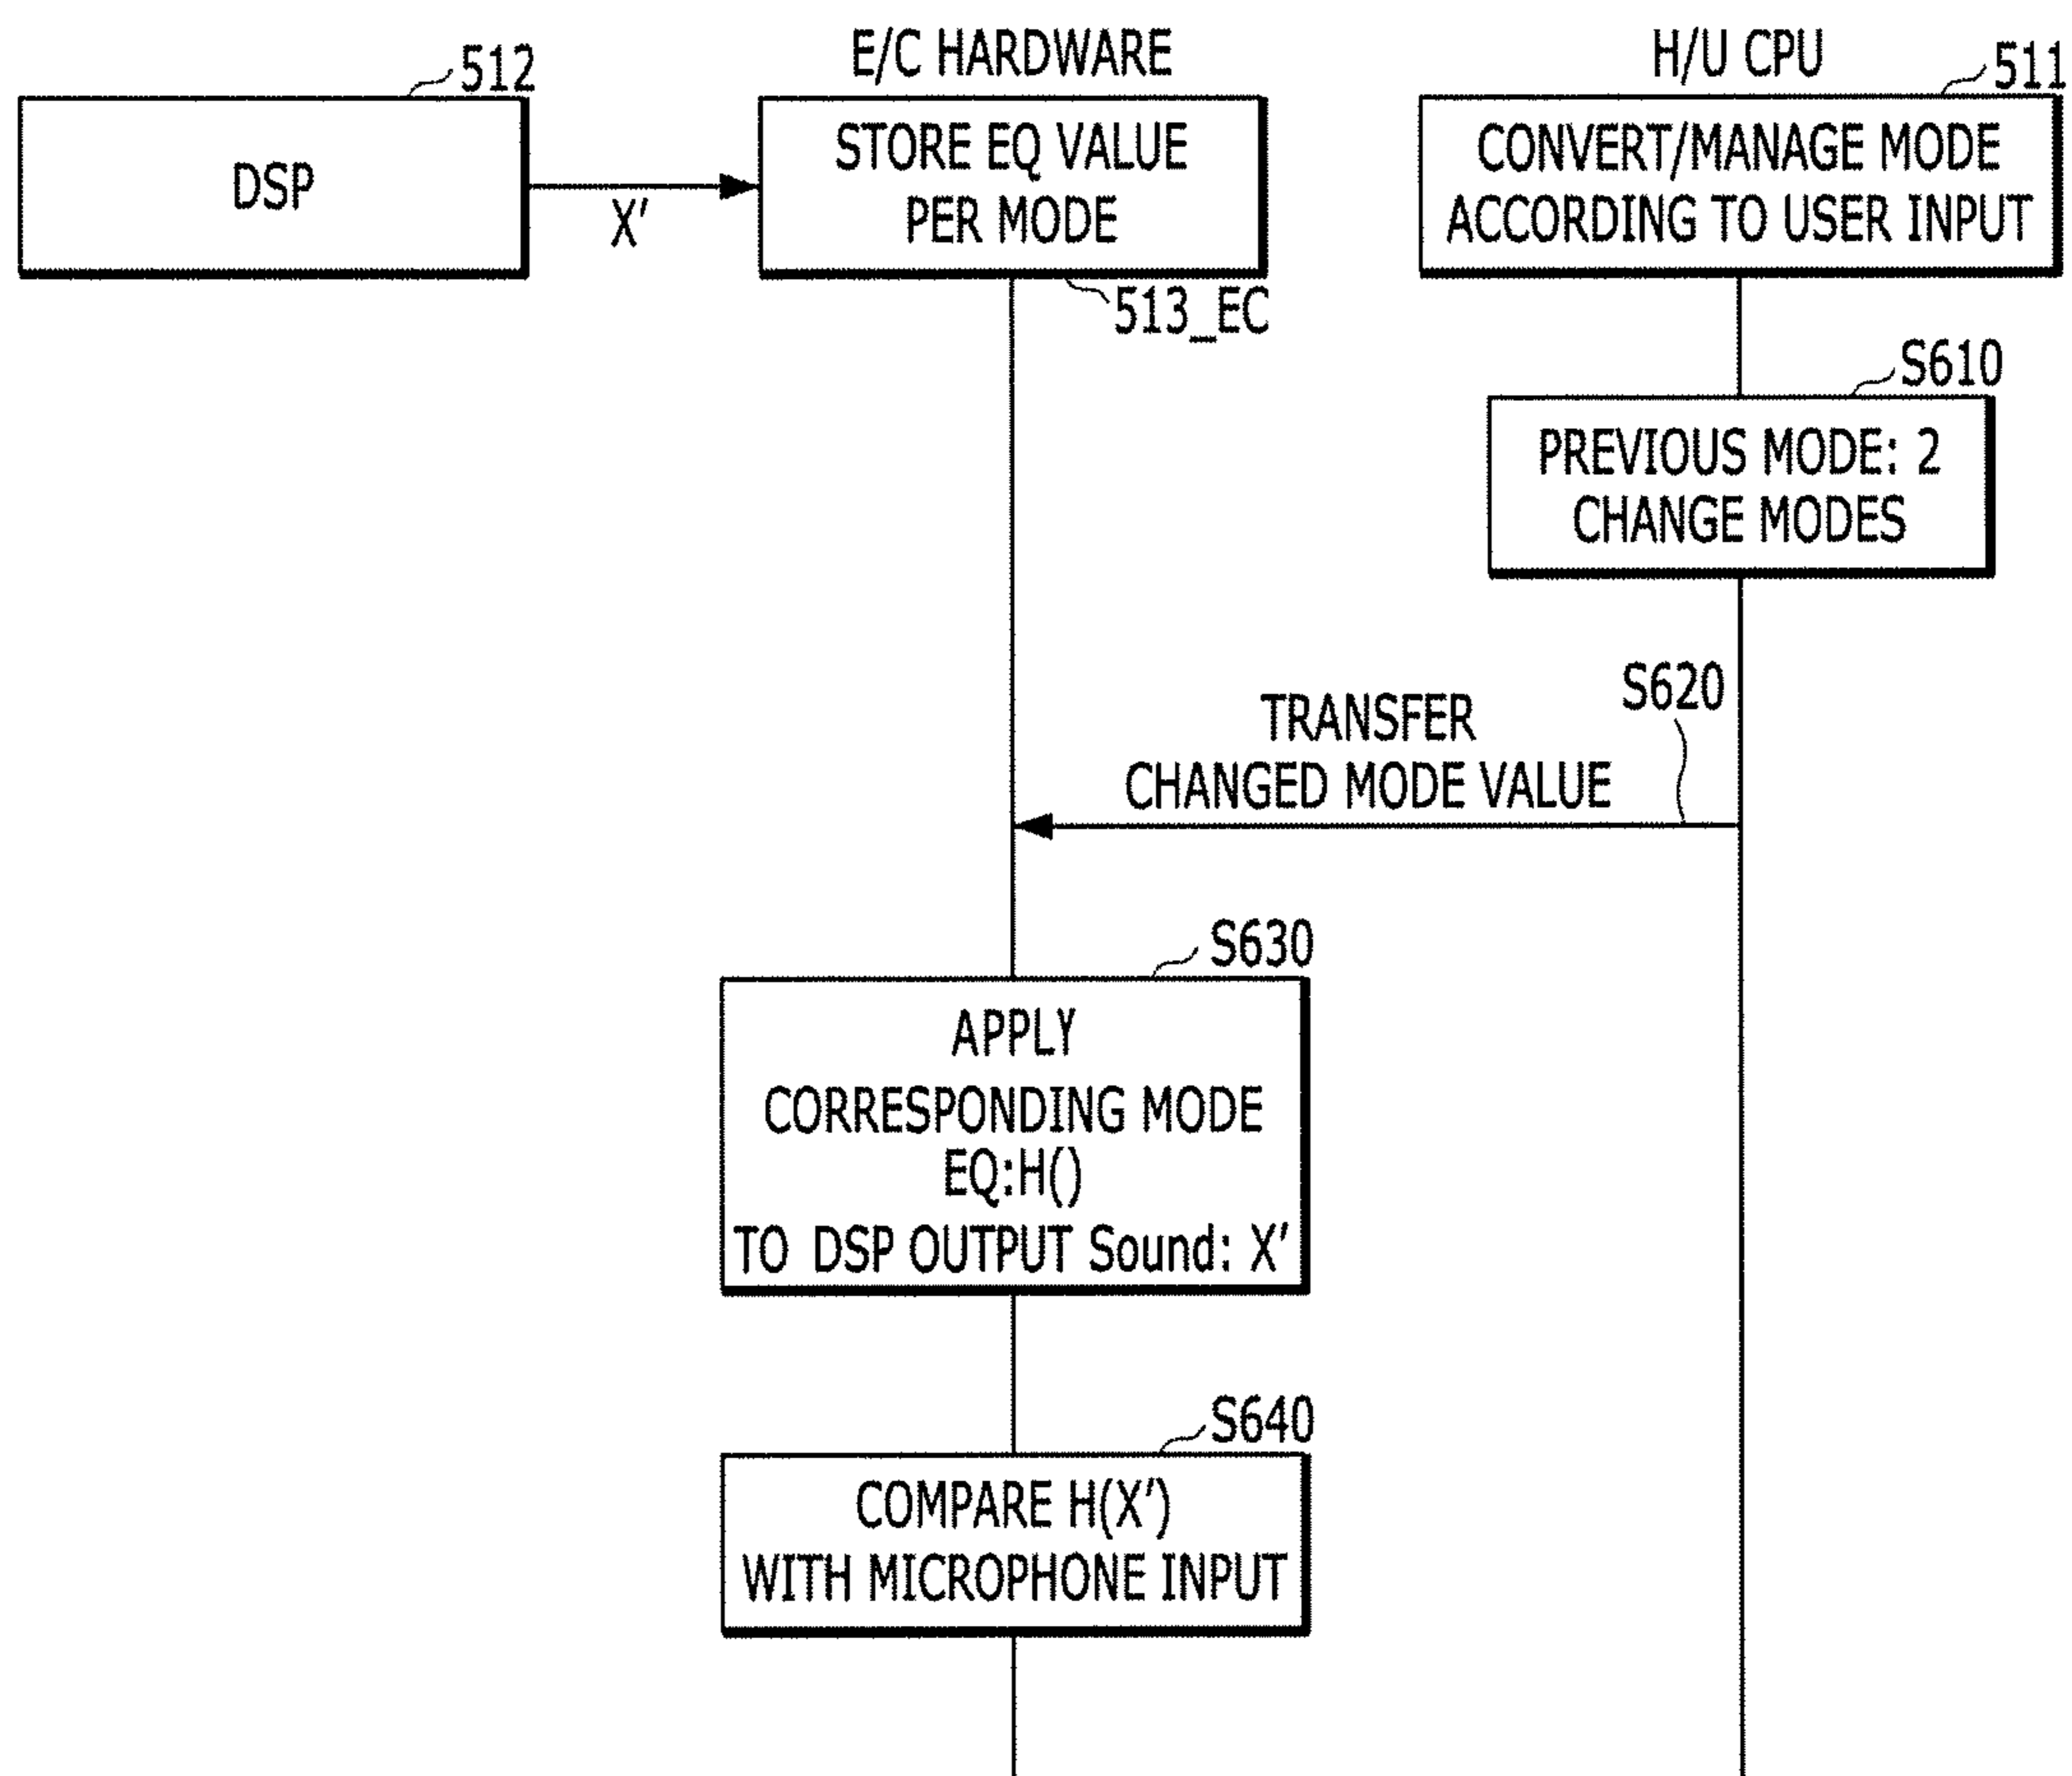 512
DSP
X'
E/C HARDWARE
STORE EQ VALUE
PER MODE
513_EC
H/U CPU
511
CONVERT/MANAGE MODE
ACCORDING TO USER INPUT
S610
PREVIOUS MODE: 2
CHANGE MODES
S620
TRANSFER
CHANGED MODE VALUE
S630
APPLY
CORRESPONDING MODE
EQ:H()
TO DSP OUTPUT Sound: X'
S640
COMPARE H(X')
WITH MICROPHONE INPUT